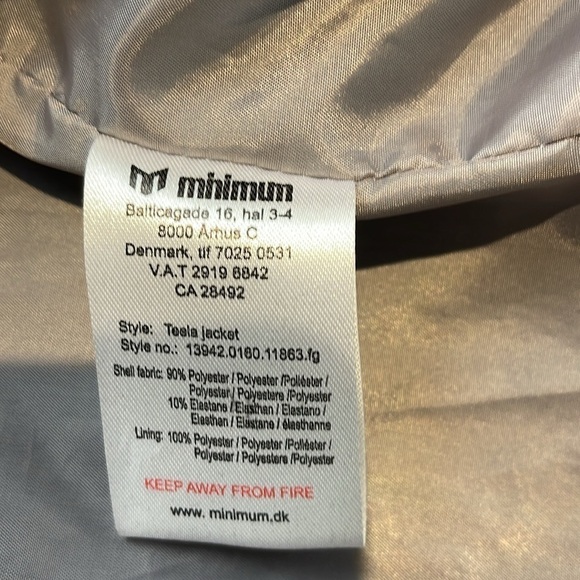 minimum
Balticagade 16, hal 3-4
8000 Århus C
Denmark, tlf 7025 0531
V.A.T 2919 6842
CA 28492
Style: Teela jacket
Style no.: 13942.0160.11863.fg
Shell fabric: 90% Polyester / Polyester /Poliéster /
Polyester / Polyestere /Polyester
10% Elastane / Elasthan / Elastano /
Elasthan / Elastane / élasthanne
Lining: 100% Polyester / Polyester /Poliéster /
Polyester / Polyestere /Polyester
KEEP AWAY FROM FIRE
www. minimum.dk